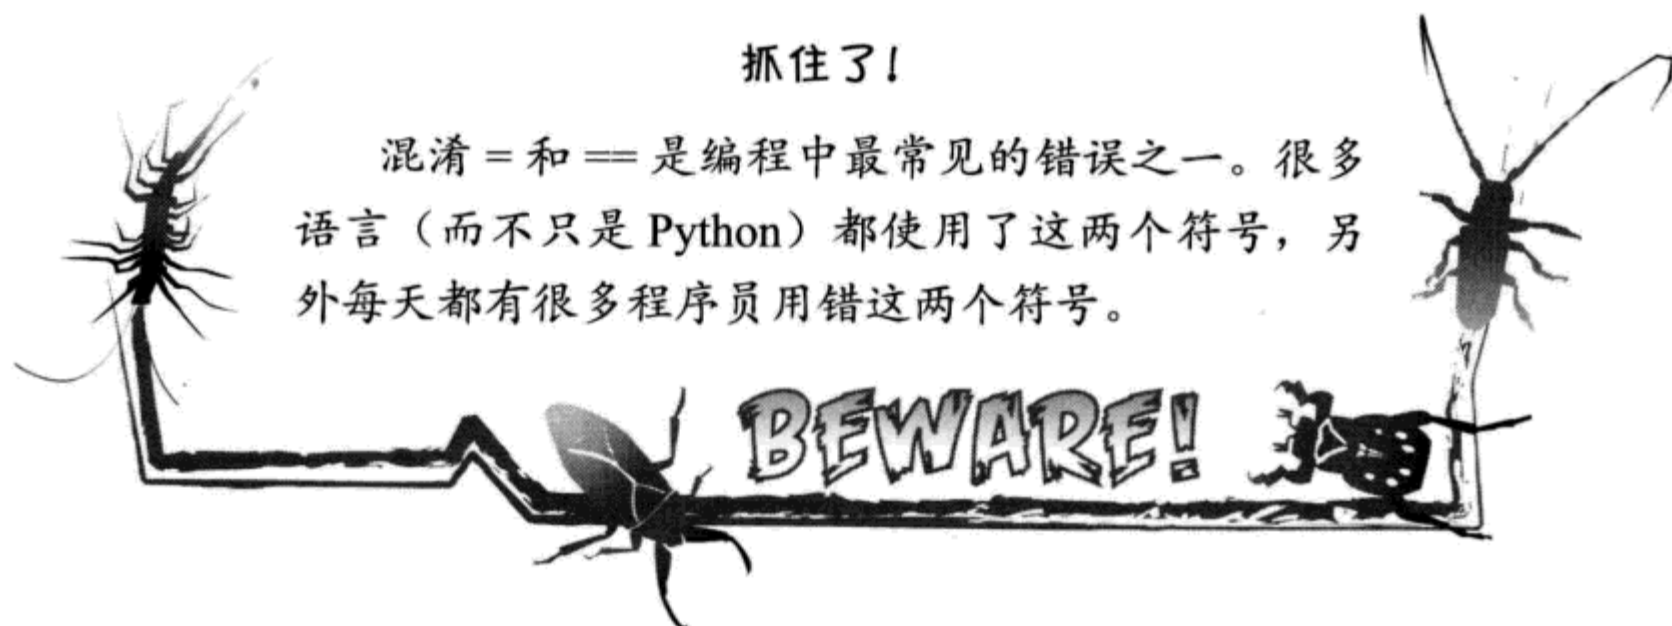 抓住了!
混淆 = 和 == 是编程中最常见的错误之一。很多
语言（而不只是 Python）都使用了这两个符号，另
外每天都有很多程序员用错这两个符号。
BEWARE!